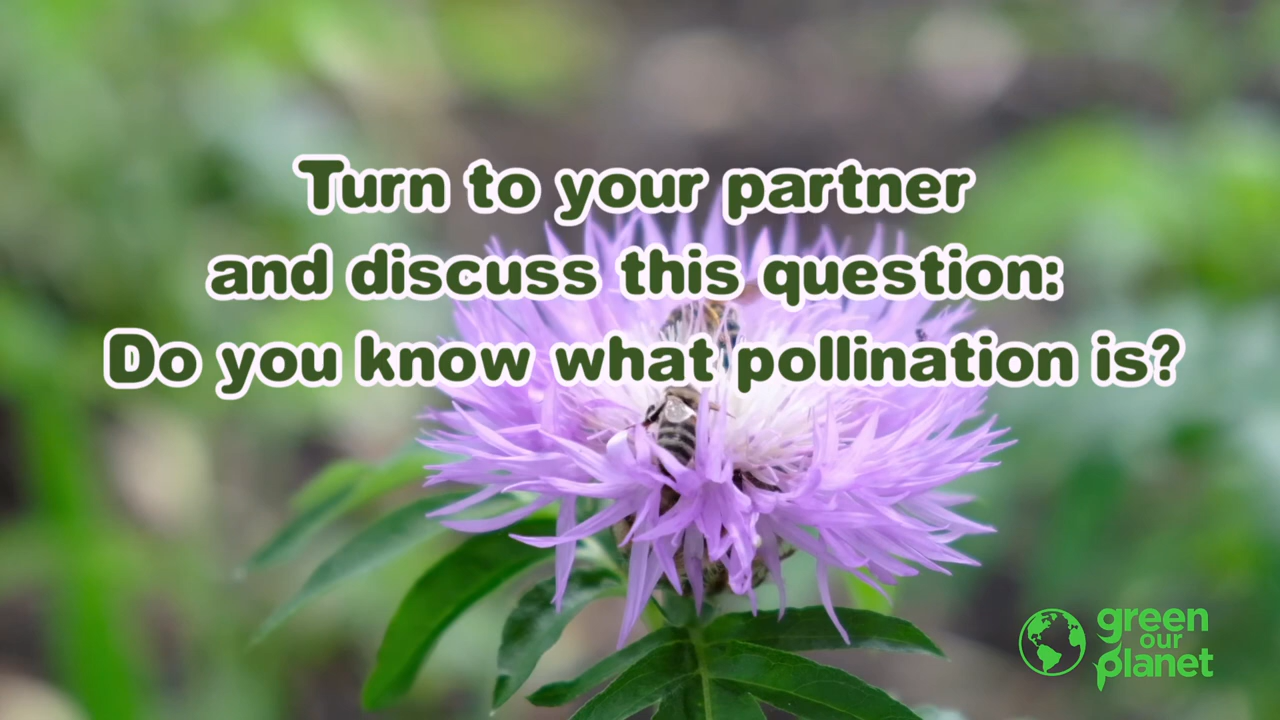 Turn to your partner
and discuss this question:
Do you know what pollination is?
green
our
planet